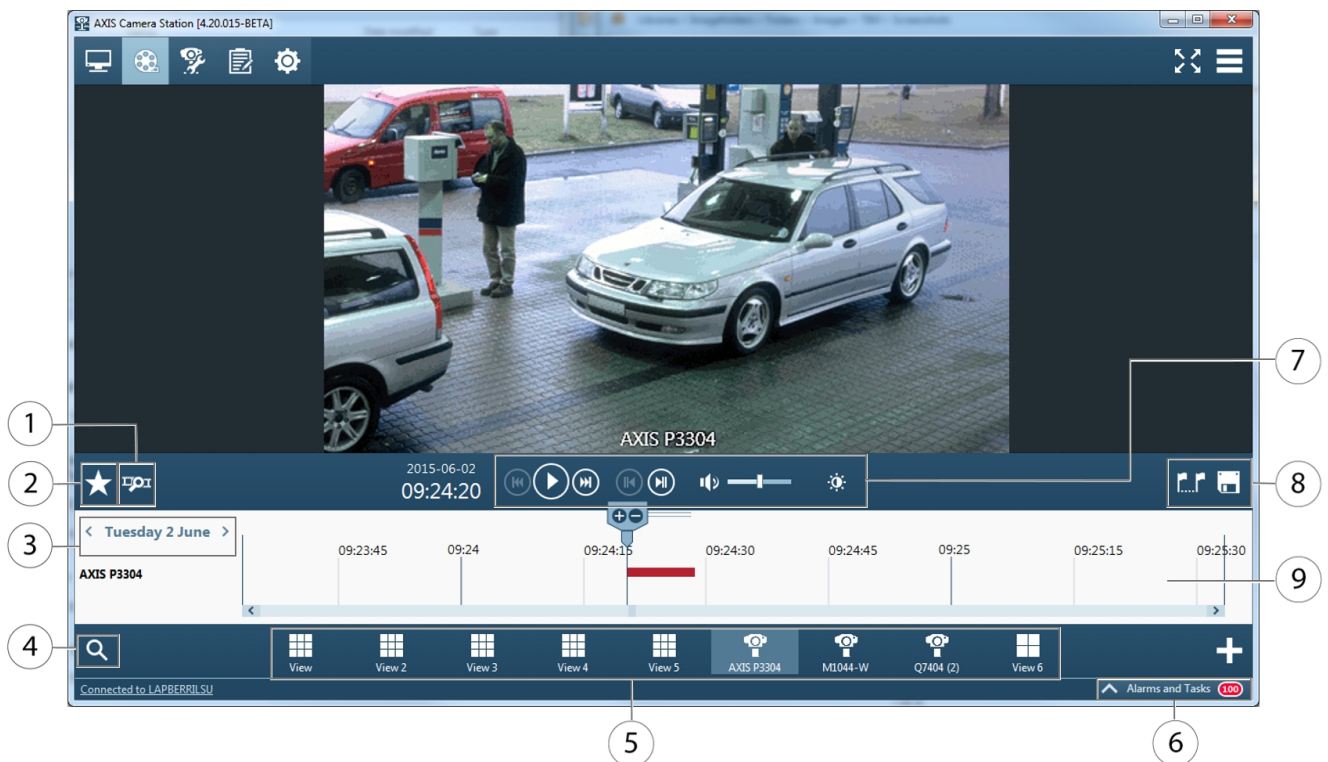 AXIS Camera Station [4.20.015-BETA]
AXIS P3304
2015-06-02
09:24:20
Tuesday 2 June
09:23:45 09:24 09:24:15 09:24:30 09:24:45 09:25 09:25:15 09:25:30
AXIS P3304
View View 2 View 3 View 4 View 5 AXIS P3304 M1044-W Q7404 (2) View 6
Connected to LAPBERRILSU
Alarms and Tasks 100
1
2
3
4
5
6
7
8
9